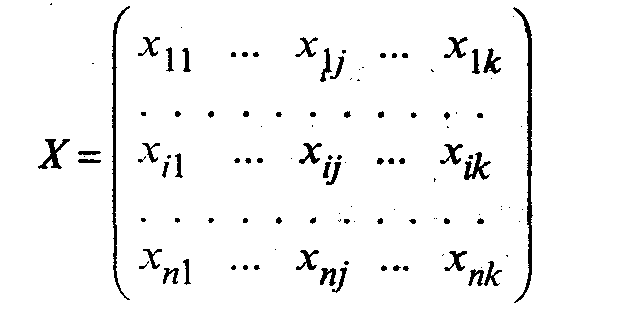 x11 ... x1j ... x1k
. . . . . . . . . . .
X = xi1 ... xij ... xik
. . . . . . . . . . .
xn1 ... xnj ... xnk